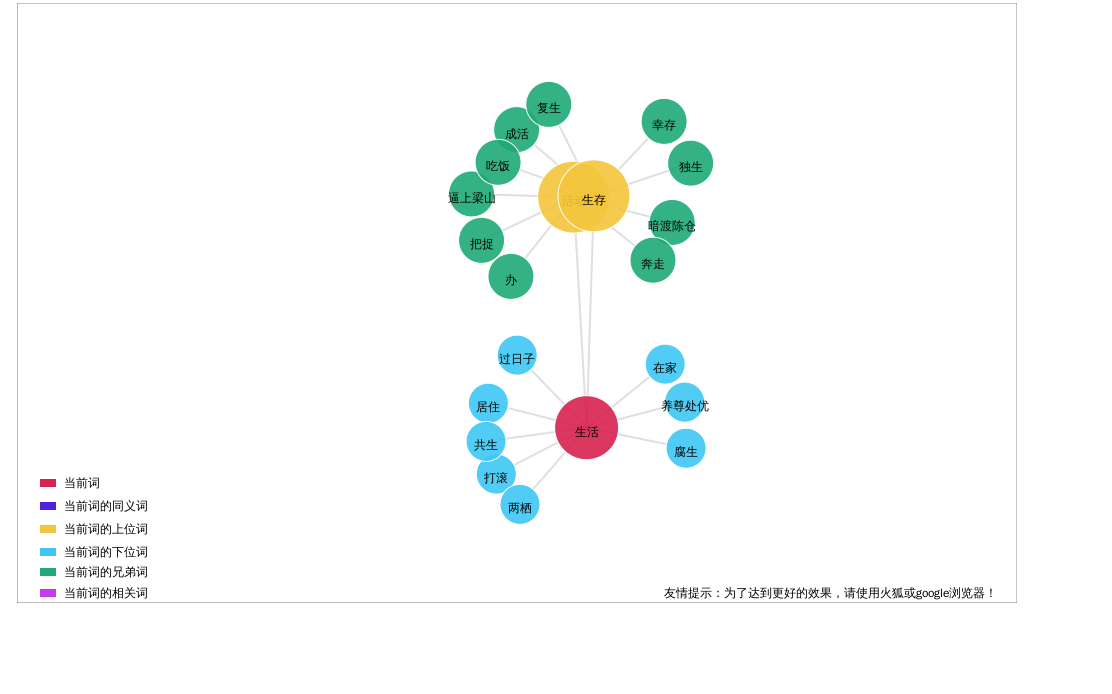 复生
幸存
成活
吃饭
独生
逼上梁山
生存
暗渡陈仓
把捉
奔走
办
过日子
在家
居住
养尊处优
生活
共生
腐生
打滚
两栖
当前词
当前词的同义词
当前词的上位词
当前词的下位词
当前词的兄弟词
当前词的相关词
友情提示：为了达到更好的效果，请使用火狐或google浏览器！